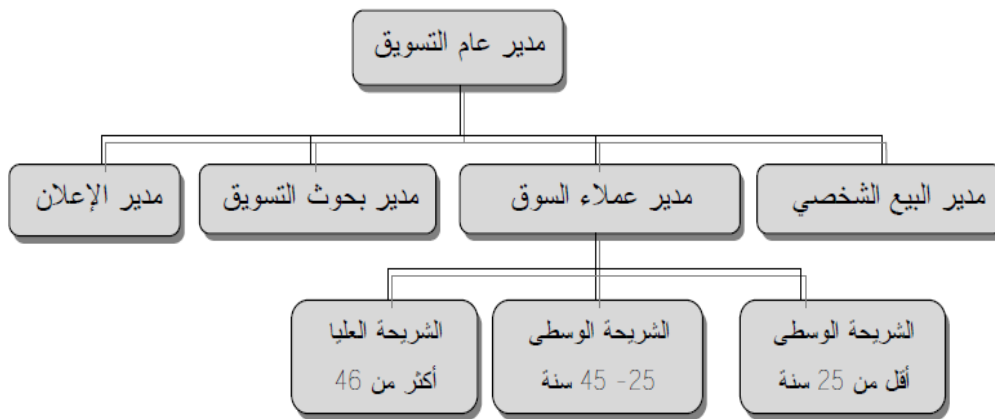 مدير عام التسويق
مدير البيع الشخصي
مدير عملاء السوق
مدير بحوث التسويق
مدير الإعلان
الشريحة الوسطى
أقل من 25 سنة
الشريحة الوسطى
25- 45 سنة
الشريحة العليا
أكثر من 46